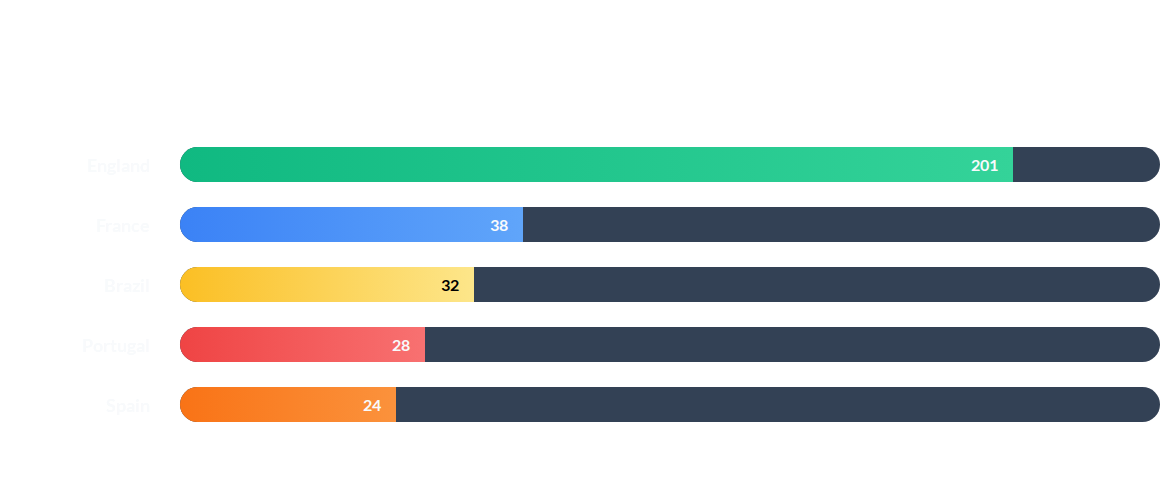 England 201
France 38
Brazil 32
Portugal 28
Spain 24